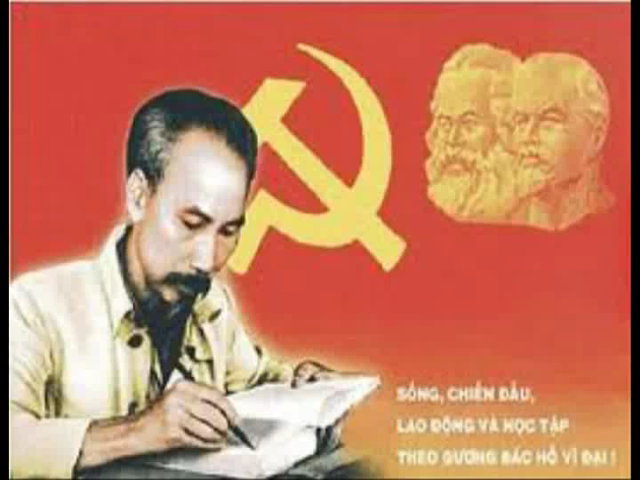 SỐNG, CHIẾN ĐẤU,
LAO ĐỘNG VÀ HỌC TẬP
THEO GƯƠNG BÁC HỒ VĨ ĐẠI !